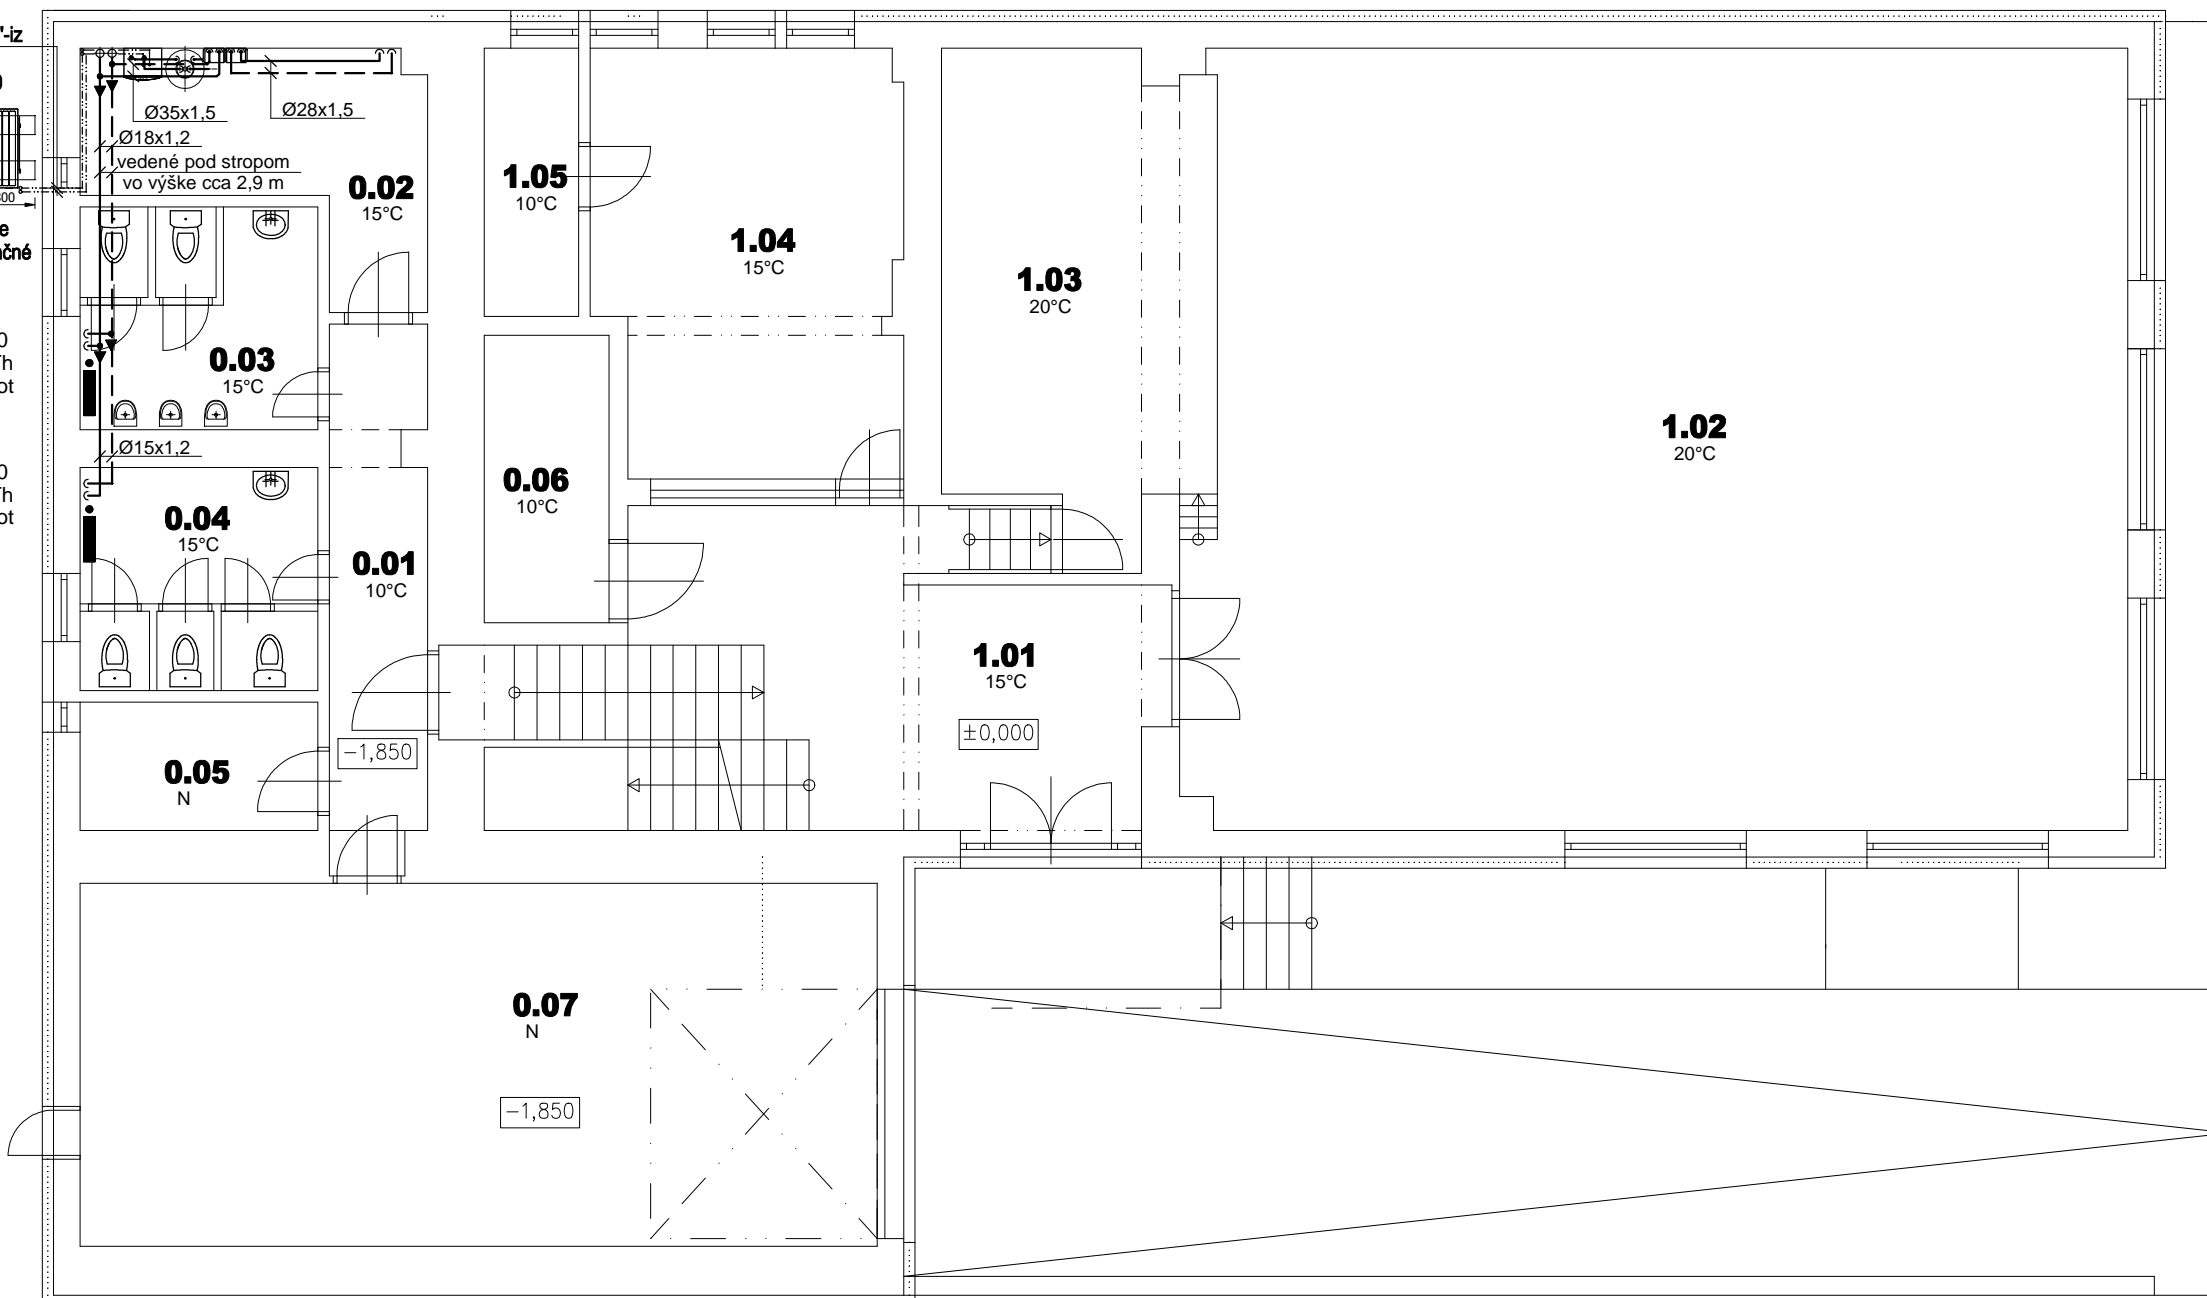 Ø35x1,5
Ø28x1,5
Ø18x1,2
vedené pod stropom
vo výške cca 2,9 m
0.02
15°C
1.05
10°C
1.04
15°C
1.03
20°C
1.02
20°C
0.03
15°C
Ø15x1,2
0.04
15°C
0.06
10°C
0.01
10°C
1.01
15°C
±0,000
-1,850
0.05
N
0.07
N
-1,850